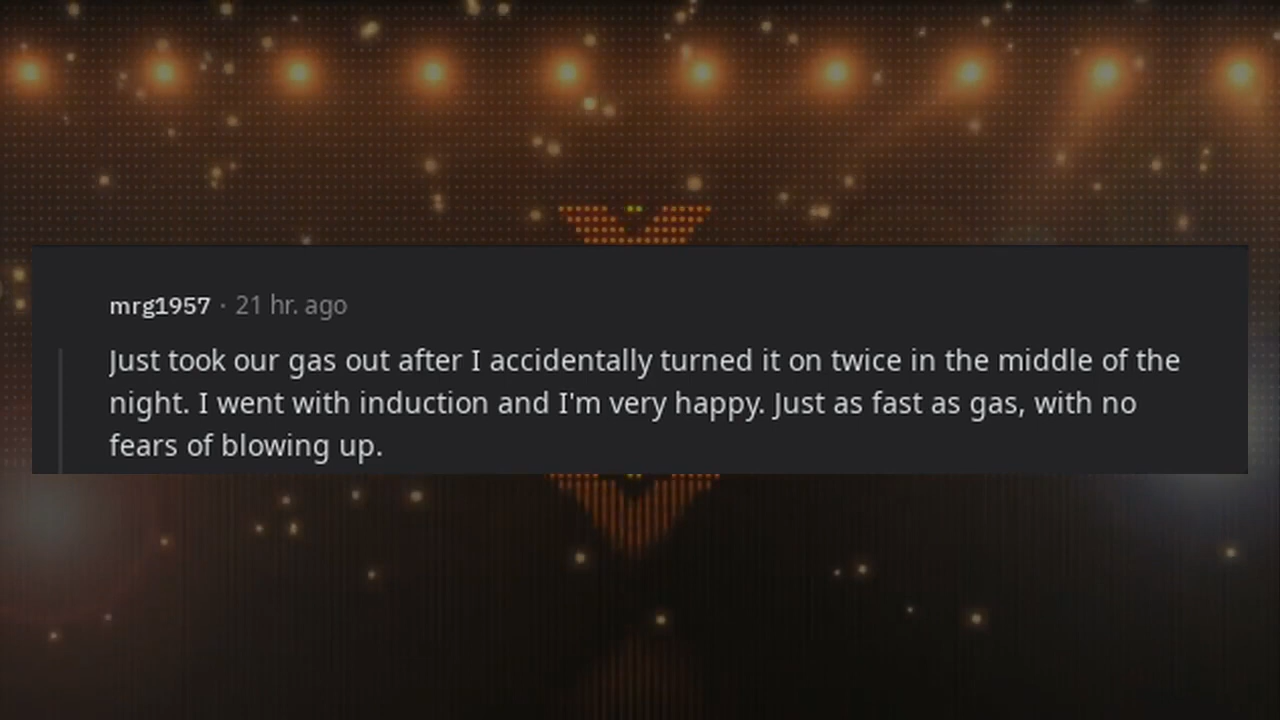 mrg1957 · 21 hr. ago
Just took our gas out after I accidentally turned it on twice in the middle of the
night. I went with induction and I'm very happy. Just as fast as gas, with no
fears of blowing up.